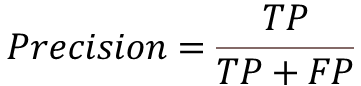 Precision = TP / TP + FP